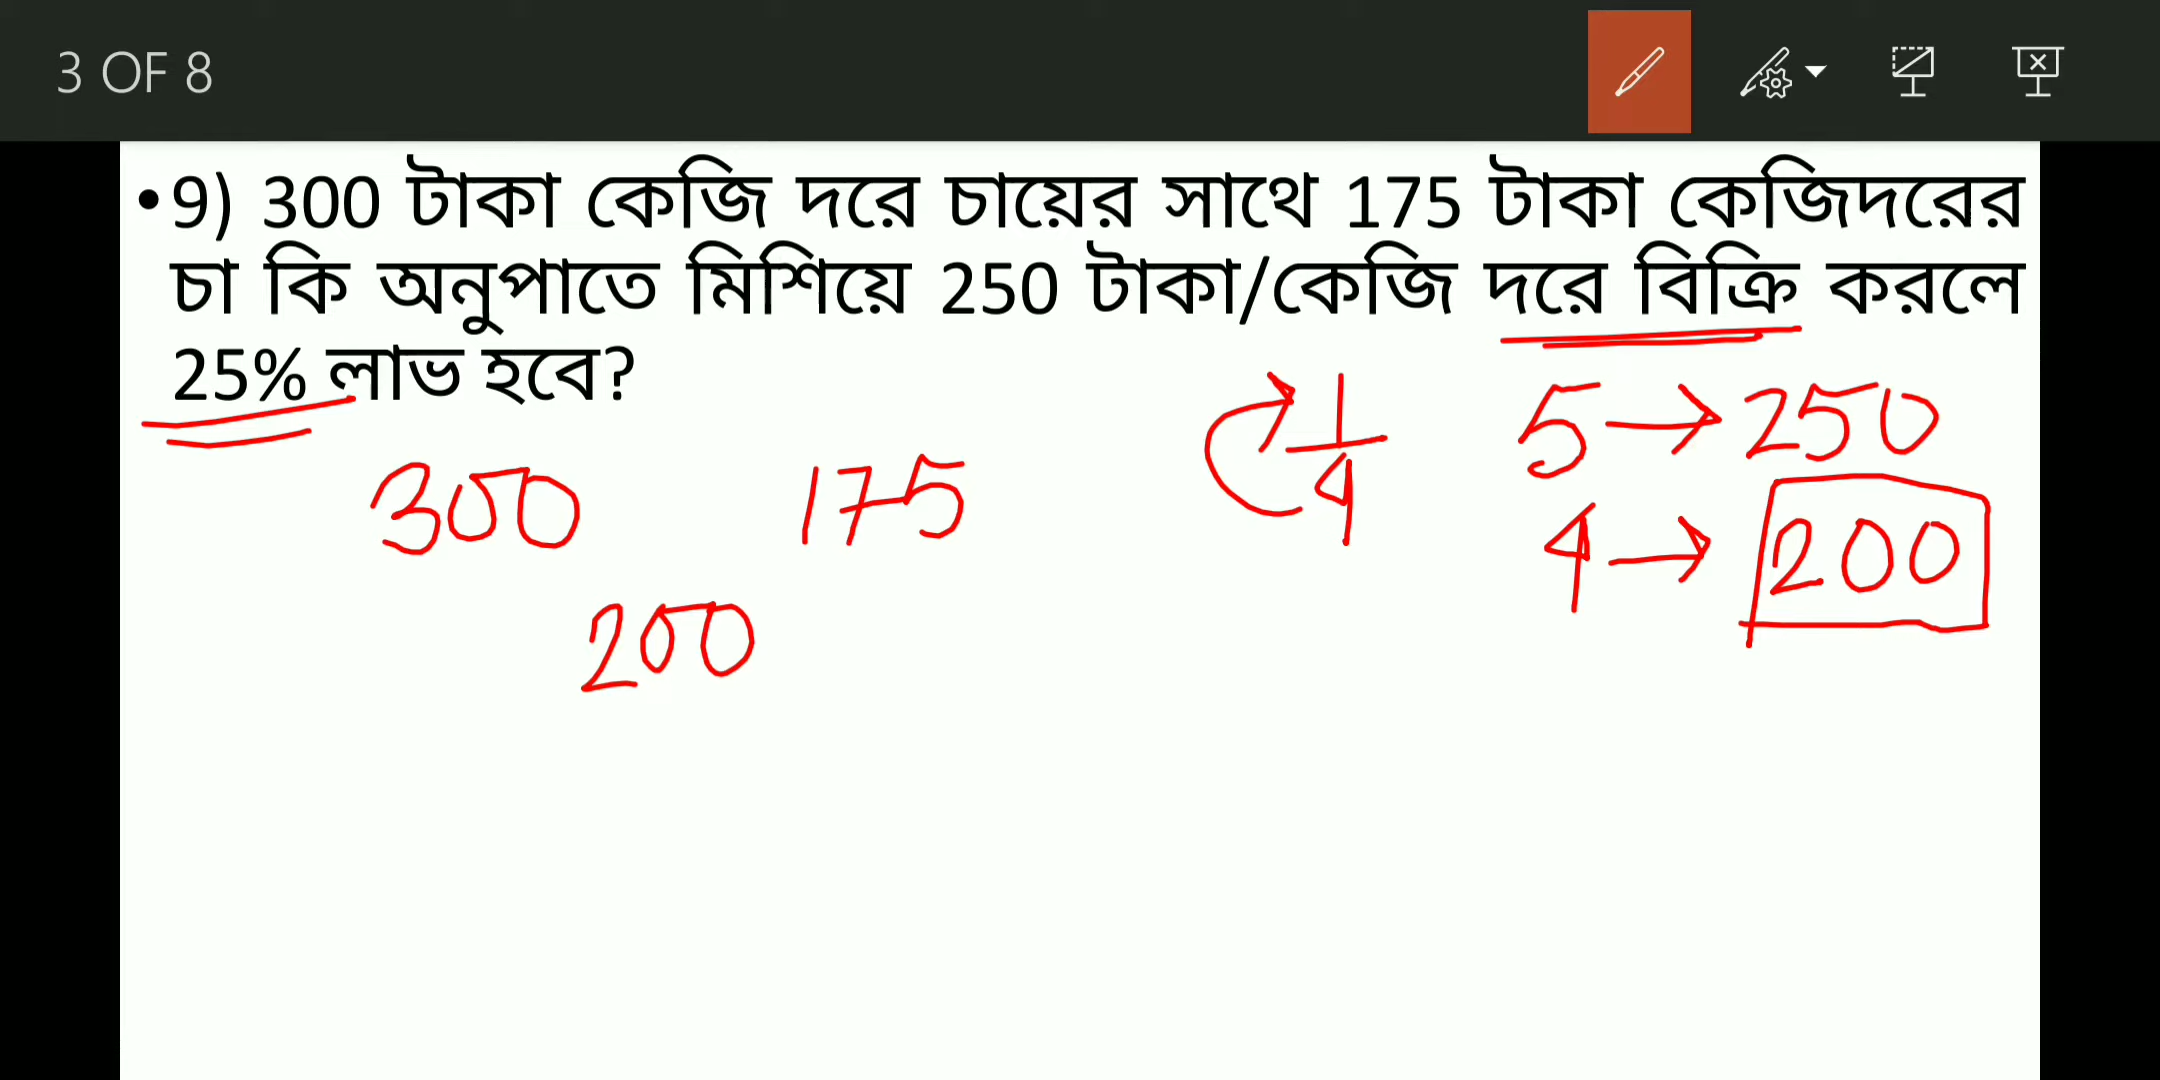 3 OF 8
•9) 300 টাকা কেজি দরে চায়ের সাথে 175 টাকা কেজিদরের
চা কি অনুপাতে মিশিয়ে 250 টাকা/কেজি দরে বিক্রি করলে
25% লাভ হবে?
300 175 1/4 5→250
4→200
200